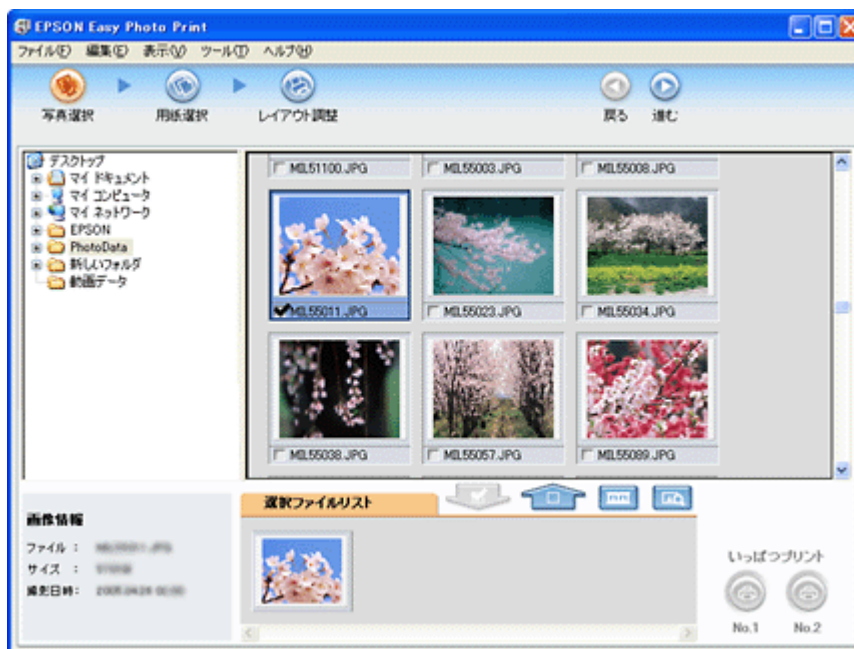 EPSON Easy Photo Print
ファイル(F) 編集(E) 表示(V) ツール(T) ヘルプ(H)
写真選択 用紙選択 レイアウト調整 戻る 進む
デスクトップ
マイ ドキュメント
マイ コンピュータ
マイ ネットワーク
EPSON
PhotoData
新しいフォルダ
動画データ
MIL51100.JPG MIL55003.JPG MIL55008.JPG
MIL55011.JPG MIL55023.JPG MIL55034.JPG
MIL55038.JPG MIL55057.JPG MIL55089.JPG
選択ファイルリスト
画像情報
ファイル :
サイズ :
撮影日時:
いっぱつプリント
No.1 No.2